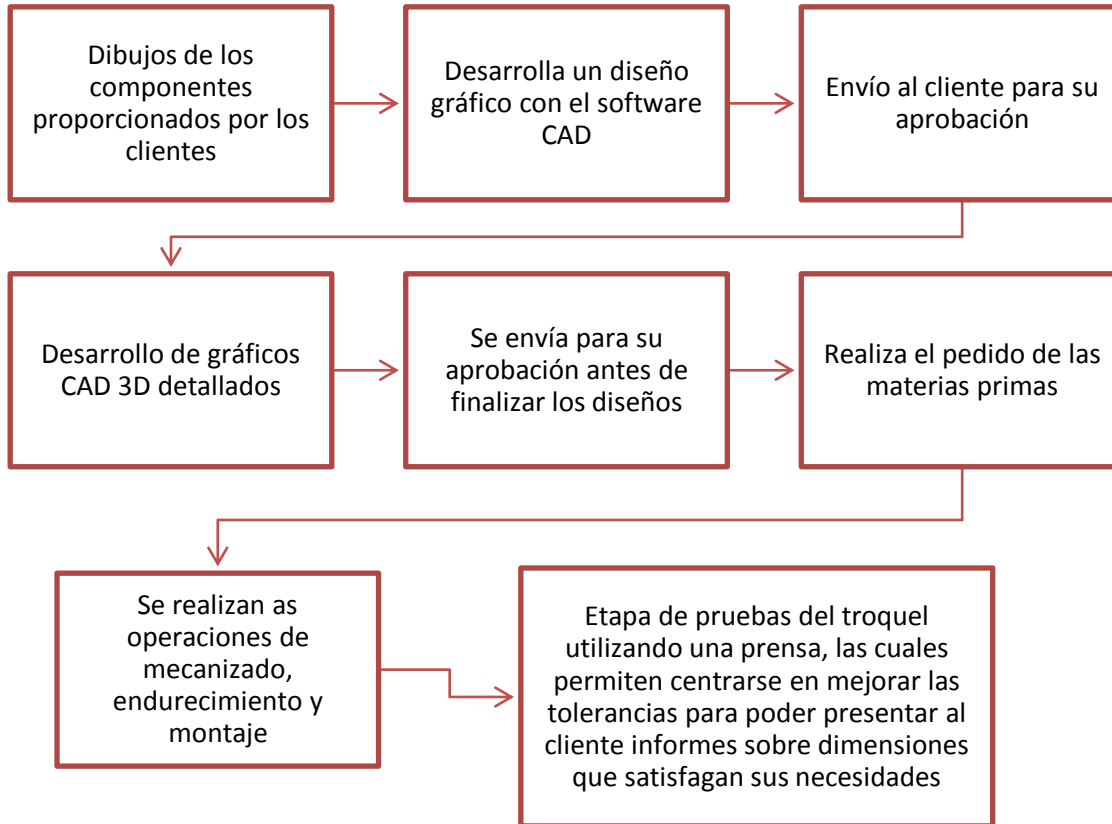 Dibujos de los
componentes
proporcionados por los
clientes
Desarrolla un diseño
gráfico con el software
CAD
Envío al cliente para su
aprobación
Desarrollo de gráficos
CAD 3D detallados
Se envía para su
aprobación antes de
finalizar los diseños
Realiza el pedido de las
materias primas
Se realizan as
operaciones de
mecanizado,
endurecimiento y
montaje
Etapa de pruebas del troquel
utilizando una prensa, las cuales
permiten centrarse en mejorar las
tolerancias para poder presentar al
cliente informes sobre dimensiones
que satisfagan sus necesidades